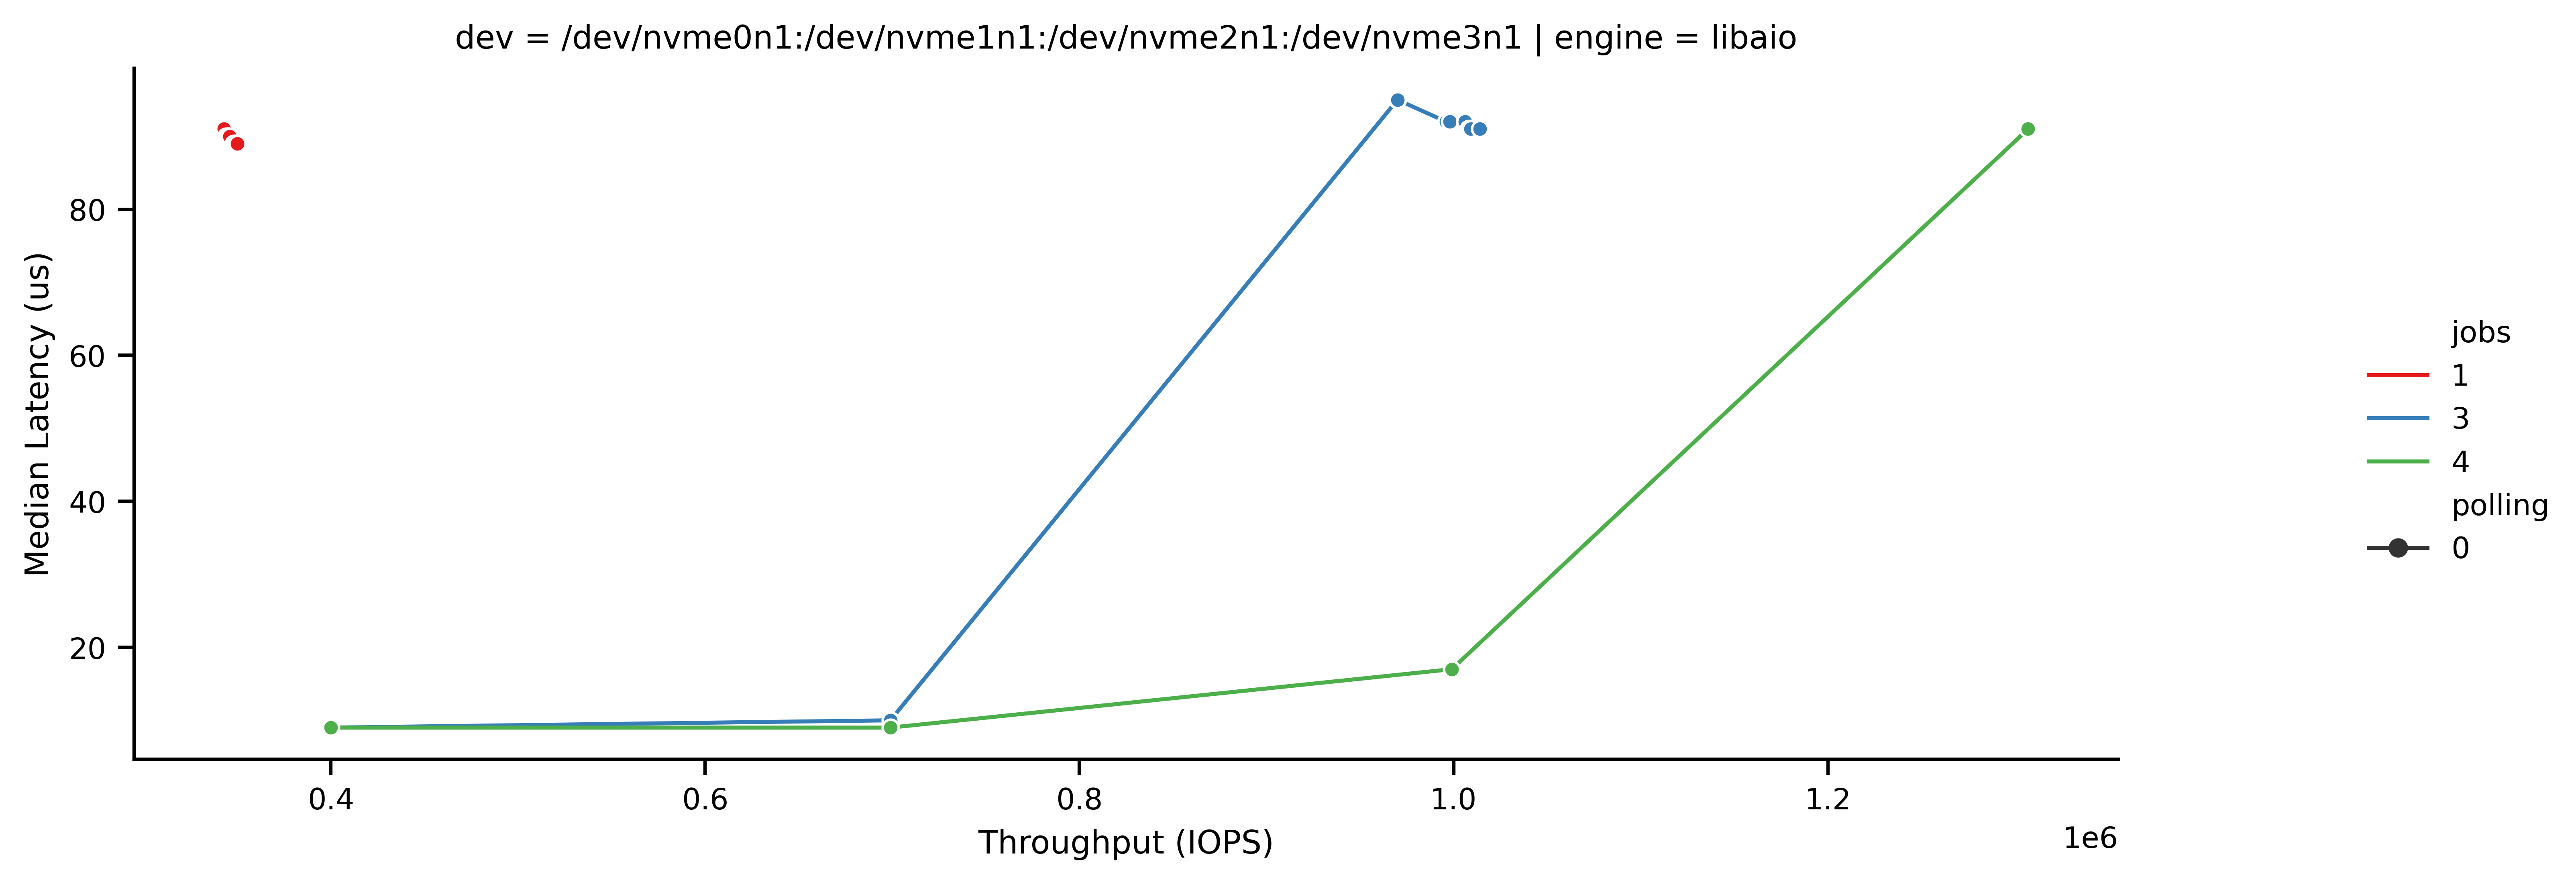 dev = /dev/nvme0n1:/dev/nvme1n1:/dev/nvme2n1:/dev/nvme3n1 | engine = libaio
Median Latency (us)
80
60
40
20
0.4 0.6 0.8 1.0 1.2
1e6
Throughput (IOPS)
jobs
1
3
4
polling
0